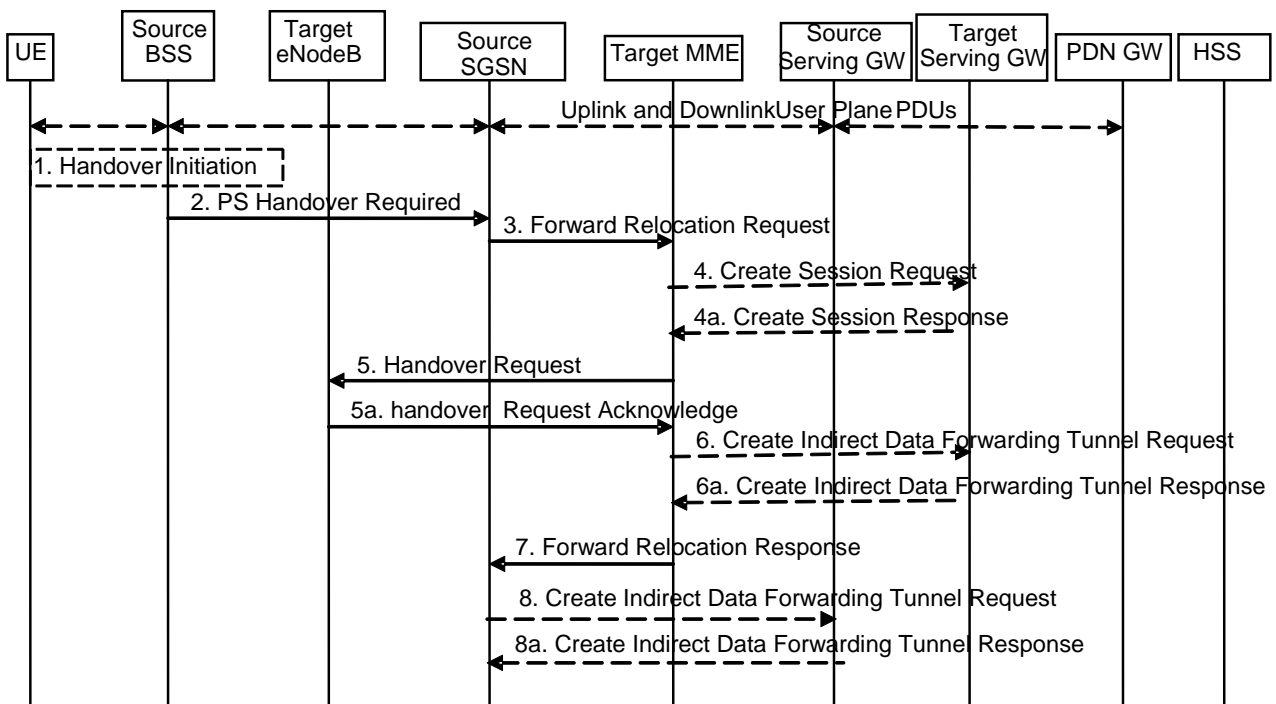 UE
Source
BSS
Target
eNodeB
Source
SGSN
Target MME
Source
Serving GW
Target
Serving GW
PDN GW
HSS
Uplink and DownlinkUser Plane PDUs
1. Handover Initiation
2. PS Handover Required
3. Forward Relocation Request
4. Create Session Request
4a. Create Session Response
5. Handover Request
5a. handover Request Acknowledge
6. Create Indirect Data Forwarding Tunnel Request
6a. Create Indirect Data Forwarding Tunnel Response
7. Forward Relocation Response
8. Create Indirect Data Forwarding Tunnel Request
8a. Create Indirect Data Forwarding Tunnel Response